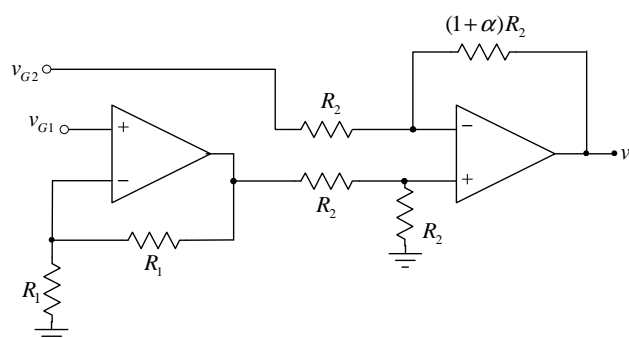 (1+α)R₂
v_G2
R₂
v_G1
+
−
−
+
v
R₂
R₂
R₁
R₁